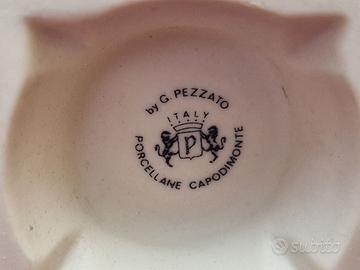 by G. PEZZATO
ITALY
P
PORCELLANE CAPODIMONTE
subito